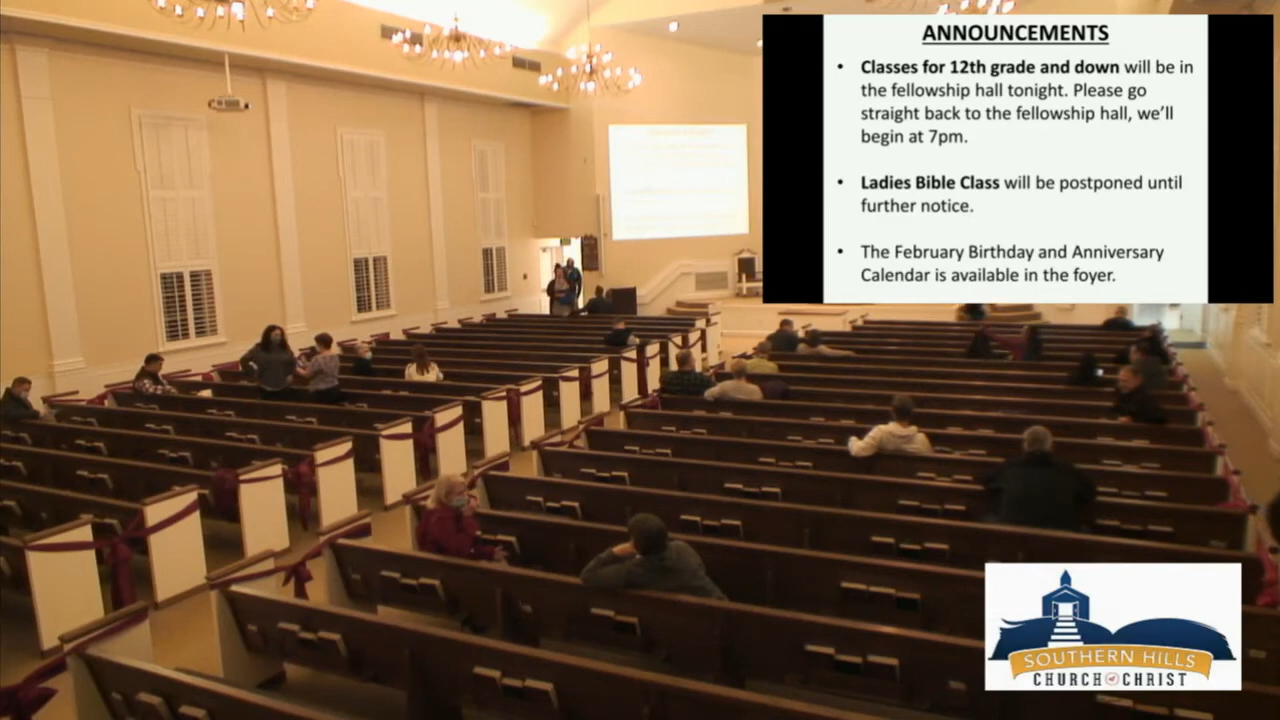 ANNOUNCEMENTS
• Classes for 12th grade and down will be in
the fellowship hall tonight. Please go
straight back to the fellowship hall, we'll
begin at 7pm.
• Ladies Bible Class will be postponed until
further notice.
• The February Birthday and Anniversary
Calendar is available in the foyer.
SOUTHERN HILLS
CHURCH OF CHRIST